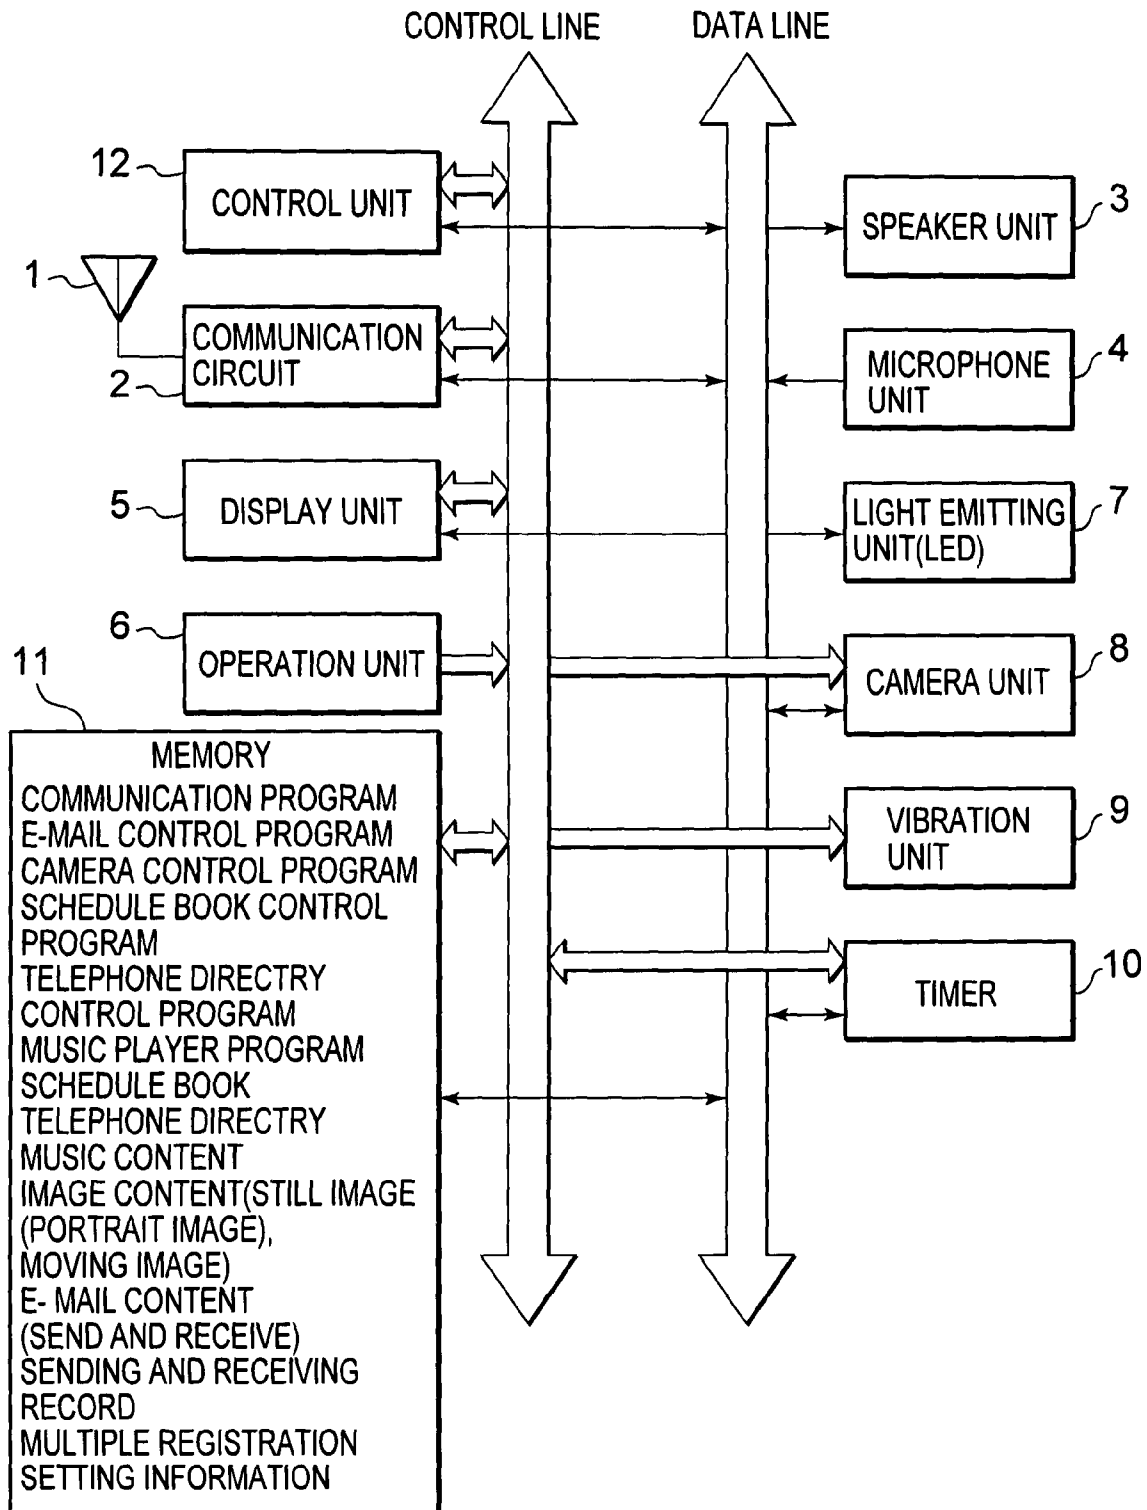 CONTROL LINE
DATA LINE
12
CONTROL UNIT
1
COMMUNICATION
CIRCUIT
2
5
DISPLAY UNIT
6
OPERATION UNIT
11
MEMORY
COMMUNICATION PROGRAM
E-MAIL CONTROL PROGRAM
CAMERA CONTROL PROGRAM
SCHEDULE BOOK CONTROL
PROGRAM
TELEPHONE DIRECTRY
CONTROL PROGRAM
MUSIC PLAYER PROGRAM
SCHEDULE BOOK
TELEPHONE DIRECTRY
MUSIC CONTENT
IMAGE CONTENT(STILL IMAGE
(PORTRAIT IMAGE),
MOVING IMAGE)
E- MAIL CONTENT
(SEND AND RECEIVE)
SENDING AND RECEIVING
RECORD
MULTIPLE REGISTRATION
SETTING INFORMATION
3
SPEAKER UNIT
4
MICROPHONE
UNIT
7
LIGHT EMITTING
UNIT(LED)
8
CAMERA UNIT
9
VIBRATION
UNIT
10
TIMER